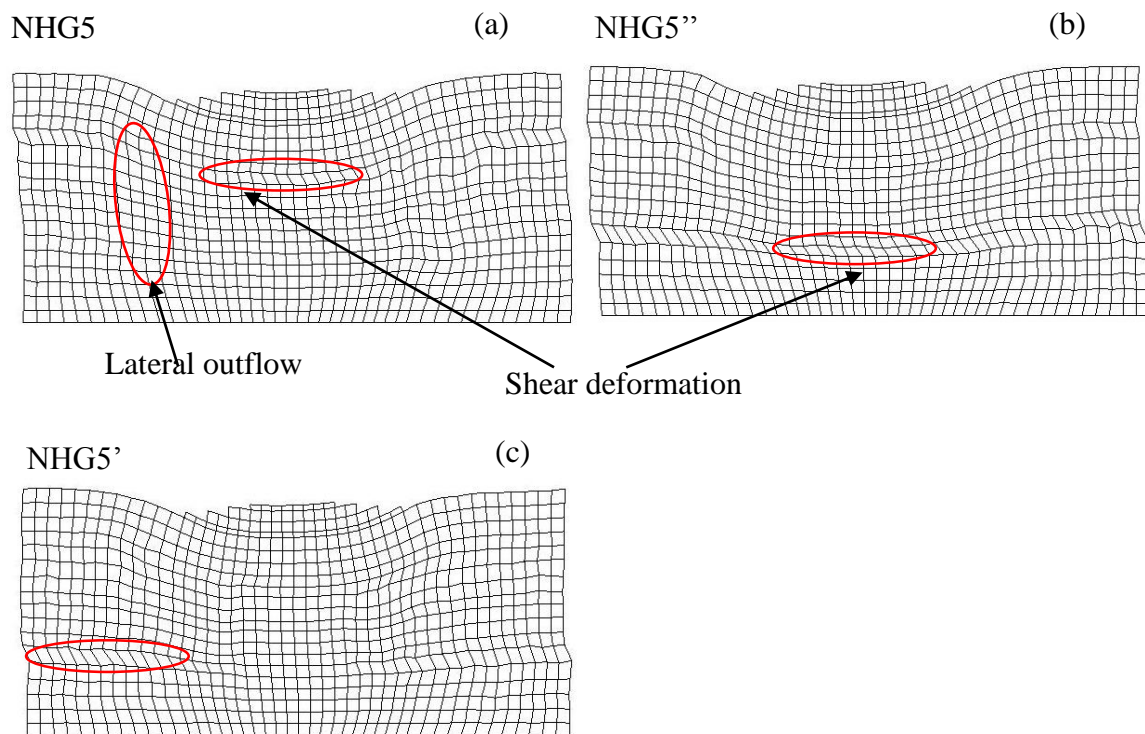 NHG5 (a)
NHG5’’ (b)
Lateral outflow
Shear deformation
NHG5’ (c)